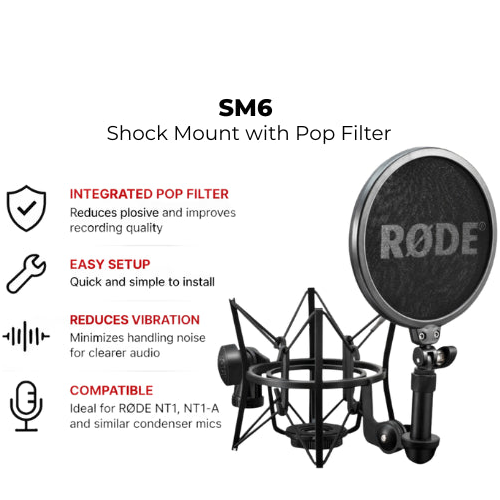 SM6
Shock Mount with Pop Filter
INTEGRATED POP FILTER
Reduces plosive and improves
recording quality
EASY SETUP
Quick and simple to install
REDUCES VIBRATION
Minimizes handling noise
for clearer audio
COMPATIBLE
Ideal for RØDE NT1, NT1-A
and similar condenser mics
RØDE®